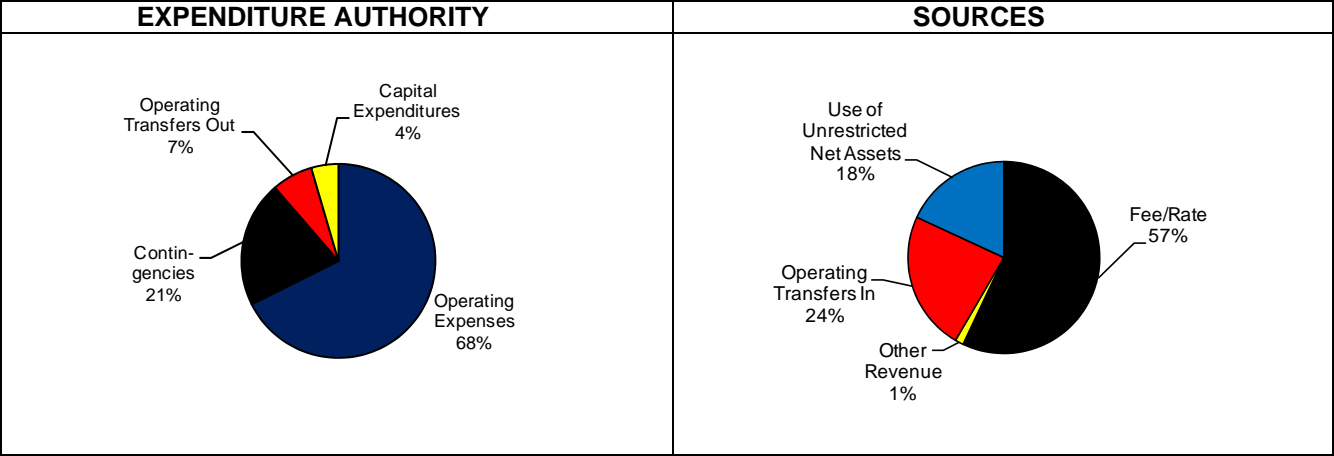 EXPENDITURE AUTHORITY
Capital
Expenditures
4%
Operating
Transfers Out
7%
Contin-
gencies
21%
Operating
Expenses
68%
SOURCES
Use of
Unrestricted
Net Assets
18%
Fee/Rate
57%
Operating
Transfers In
24%
Other
Revenue
1%